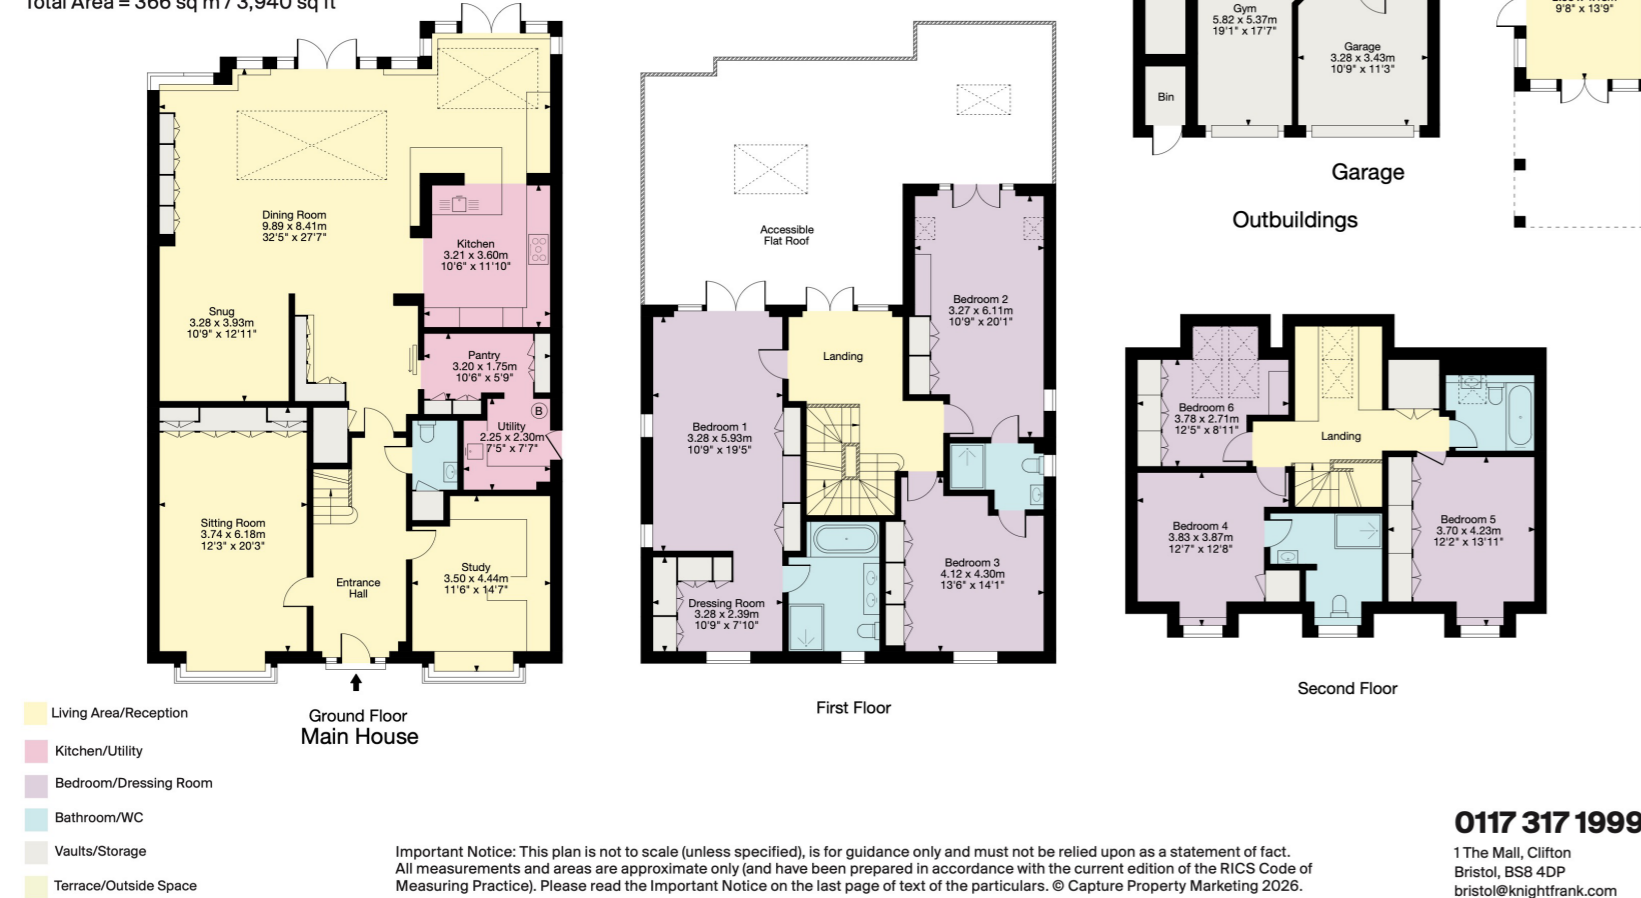 Total Area = 366 sq m / 3,940 sq ft
Dining Room
9.89 x 8.41m
32'5" x 27'7"
Kitchen
3.21 x 3.60m
10'6" x 11'10"
Snug
3.28 x 3.93m
10'9" x 12'11"
Pantry
3.20 x 1.75m
10'6" x 5'9"
B
Utility
2.25 x 2.30m
7'5" x 7'7"
Sitting Room
3.74 x 6.18m
12'3" x 20'3"
Entrance
Hall
Study
3.50 x 4.44m
11'6" x 14'7"
Ground Floor
Main House
Accessible
Flat Roof
Bedroom 2
3.27 x 6.11m
10'9" x 20'1"
Landing
Bedroom 1
3.28 x 5.93m
10'9" x 19'5"
Dressing Room
3.28 x 2.39m
10'9" x 7'10"
Bedroom 3
4.12 x 4.30m
13'6" x 14'1"
First Floor
Gym
5.82 x 5.37m
19'1" x 17'7"
Garage
3.28 x 3.43m
10'9" x 11'3"
Bin
9'8" x 13'9"
Garage
Outbuildings
Bedroom 6
3.78 x 2.71m
12'5" x 8'11"
Landing
Bedroom 4
3.83 x 3.87m
12'7" x 12'8"
Bedroom 5
3.70 x 4.23m
12'2" x 13'11"
Second Floor
Living Area/Reception
Kitchen/Utility
Bedroom/Dressing Room
Bathroom/WC
Vaults/Storage
Terrace/Outside Space
Important Notice: This plan is not to scale (unless specified), is for guidance only and must not be relied upon as a statement of fact.
All measurements and areas are approximate only (and have been prepared in accordance with the current edition of the RICS Code of
Measuring Practice). Please read the Important Notice on the last page of text of the particulars. © Capture Property Marketing 2026.
0117 317 1999
1 The Mall, Clifton
Bristol, BS8 4DP
bristol@knightfrank.com